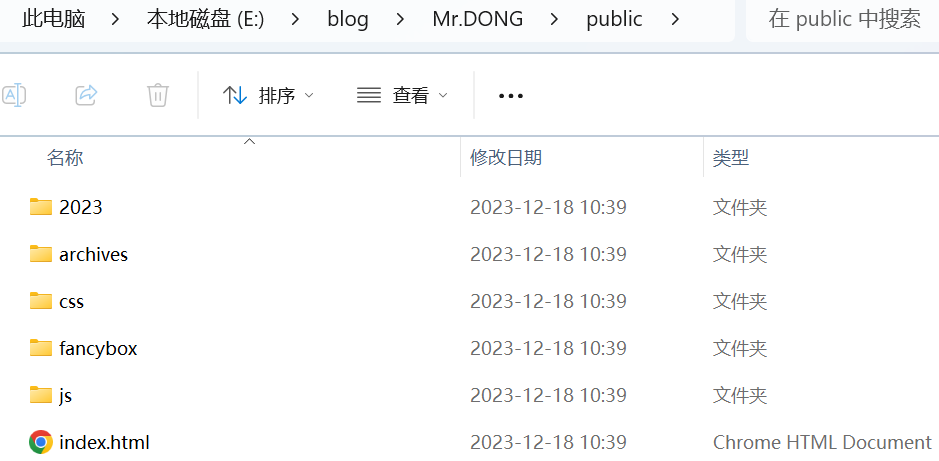 此电脑 > 本地磁盘 (E:) > blog > Mr.DONG > public > 在 public 中搜索
排序 查看
名称 修改日期 类型
2023 2023-12-18 10:39 文件夹
archives 2023-12-18 10:39 文件夹
css 2023-12-18 10:39 文件夹
fancybox 2023-12-18 10:39 文件夹
js 2023-12-18 10:39 文件夹
index.html 2023-12-18 10:39 Chrome HTML Document